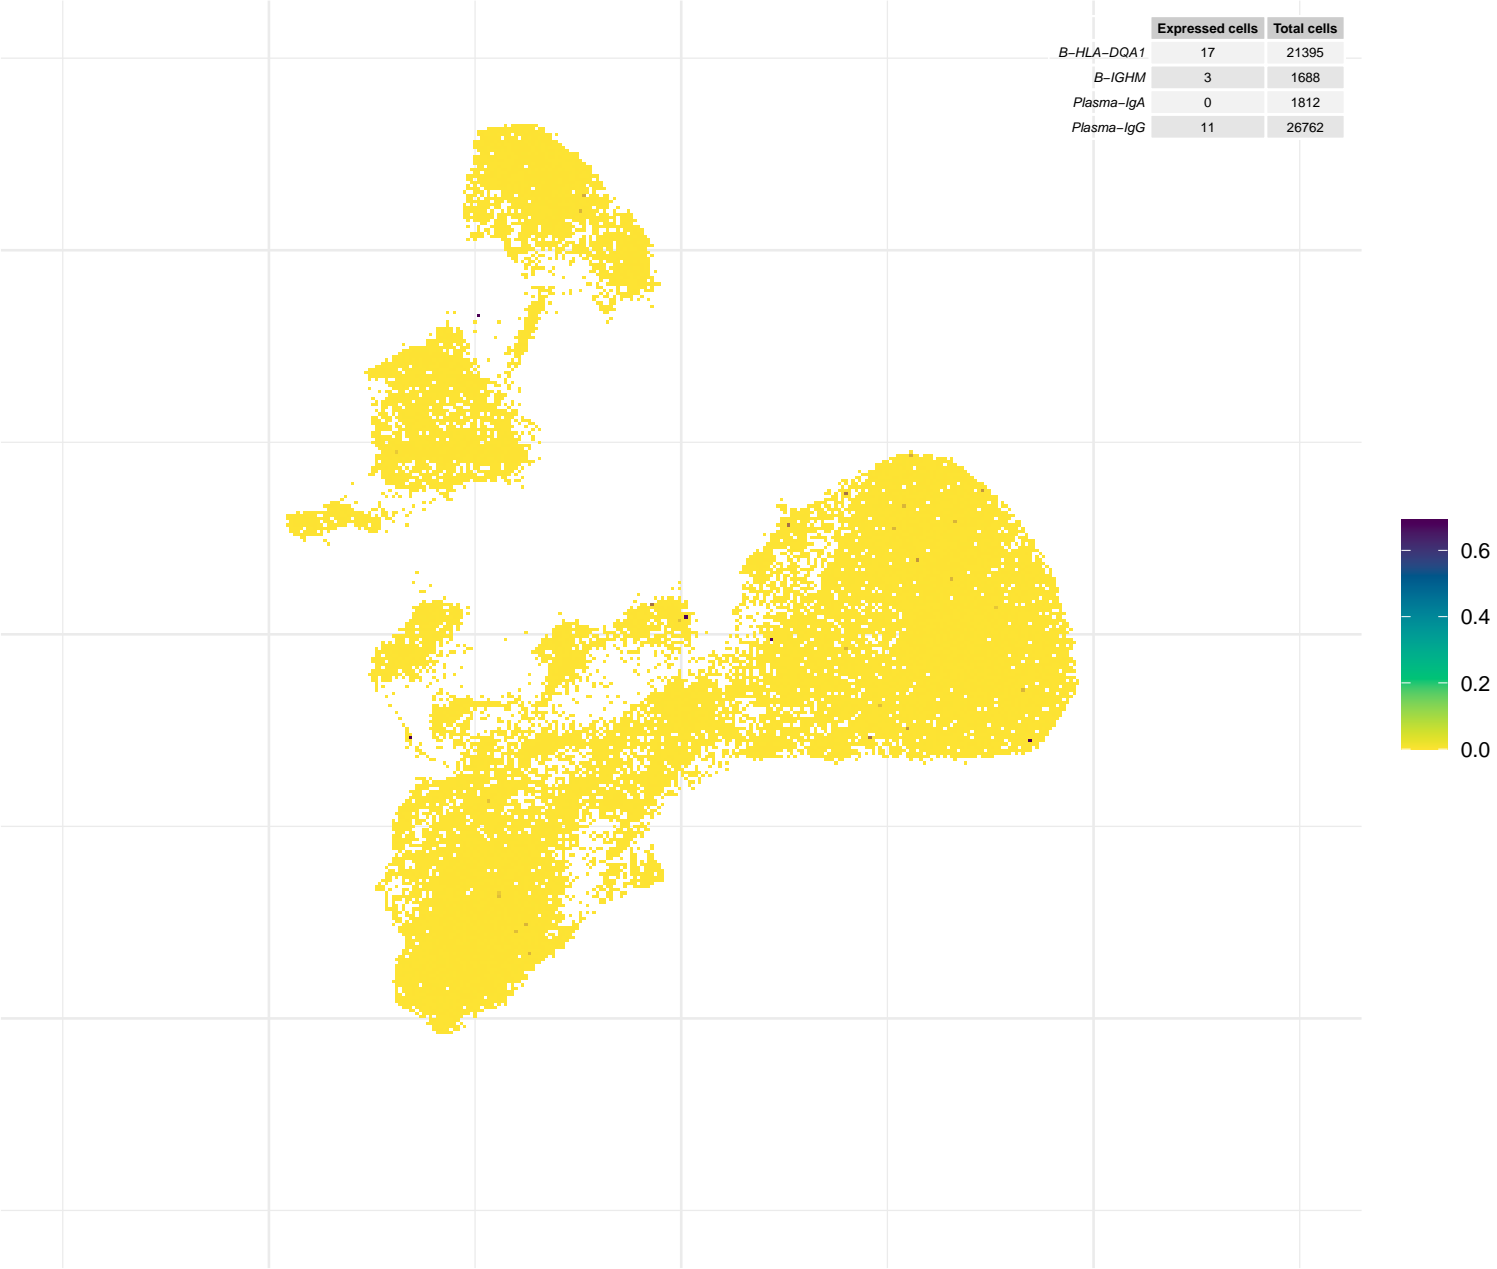 Expressed cells Total cells
B–HLA–DQA1 17 21395
B–IGHM 3 1688
Plasma–IgA 0 1812
Plasma–IgG 11 26762
0.6
0.4
0.2
0.0